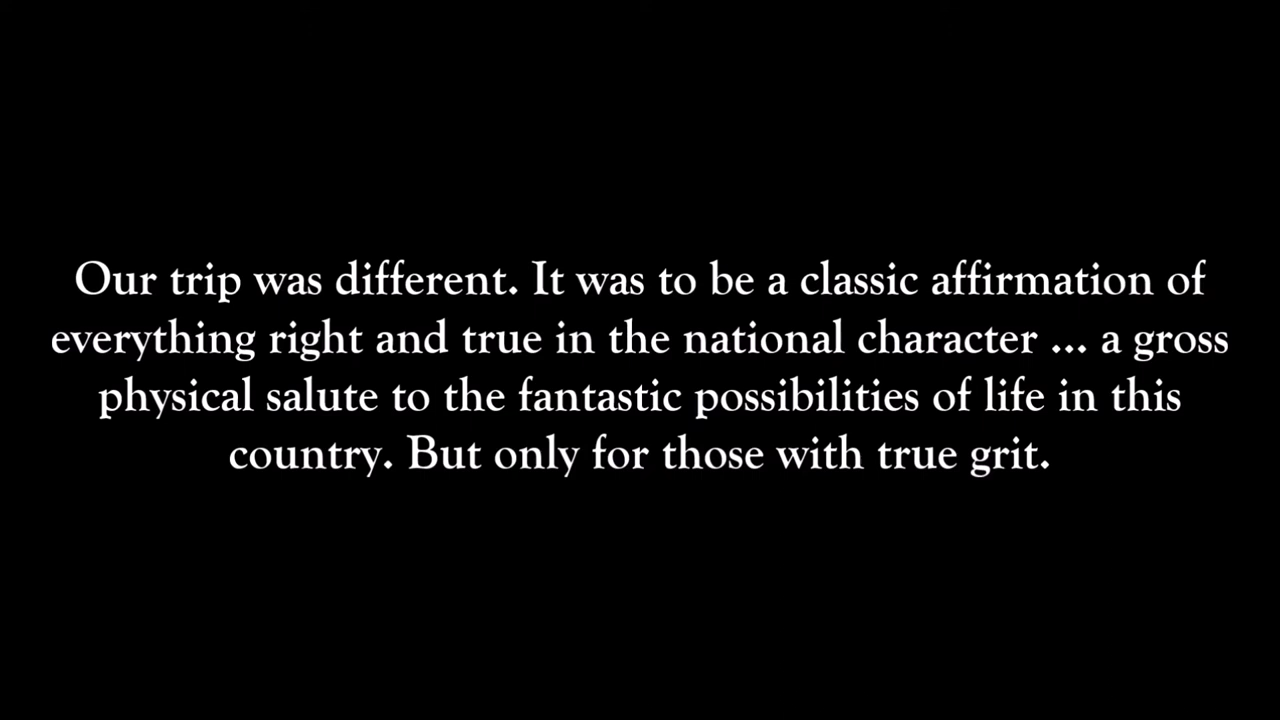 Our trip was different. It was to be a classic affirmation of
everything right and true in the national character ... a gross
physical salute to the fantastic possibilities of life in this
country. But only for those with true grit.